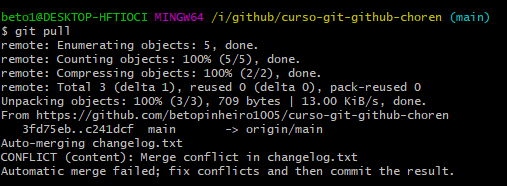 beto1@DESKTOP-HFTIOCI MINGW64 /i/github/curso-git-github-choren (main)
$ git pull
remote: Enumerating objects: 5, done.
remote: Counting objects: 100% (5/5), done.
remote: Compressing objects: 100% (2/2), done.
remote: Total 3 (delta 1), reused 0 (delta 0), pack-reused 0
Unpacking objects: 100% (3/3), 709 bytes | 13.00 KiB/s, done.
From https://github.com/betopinheiro1005/curso-git-github-choren
   3fd75eb..c241dcf  main       -> origin/main
Auto-merging changelog.txt
CONFLICT (content): Merge conflict in changelog.txt
Automatic merge failed; fix conflicts and then commit the result.